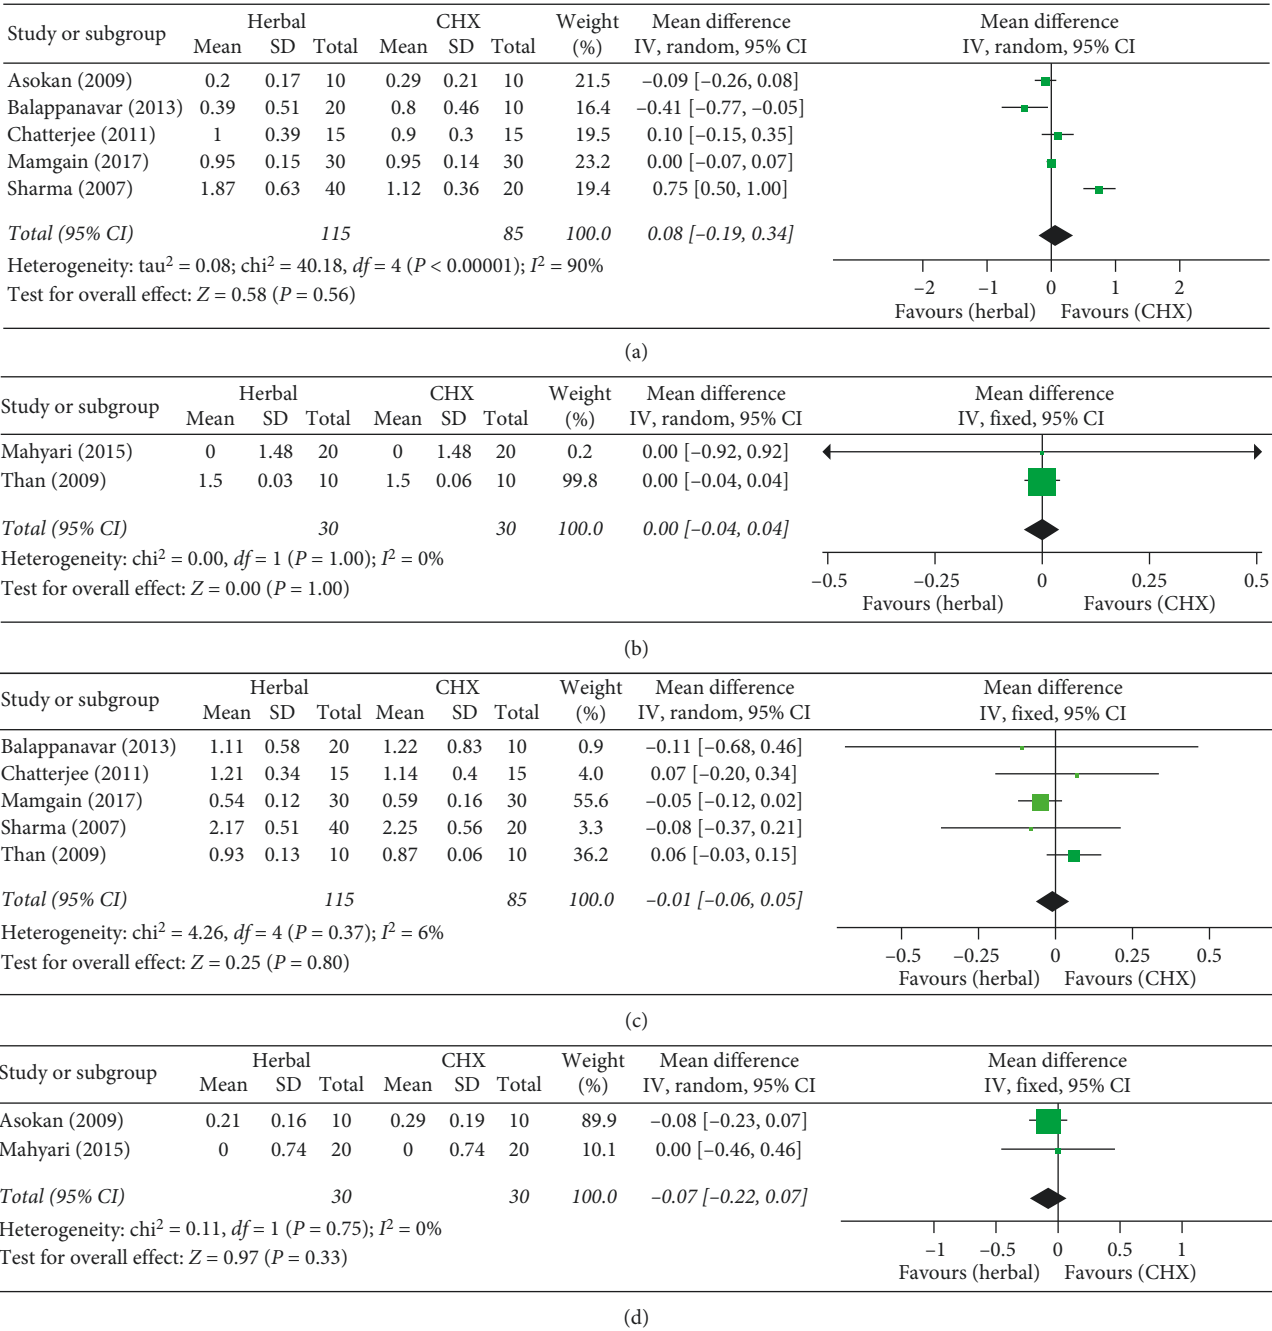 Study or subgroup Herbal CHX Weight (%) Mean difference IV, random, 95% CI Mean difference IV, random, 95% CI
Mean SD Total Mean SD Total
Asokan (2009) 0.2 0.17 10 0.29 0.21 10 21.5 –0.09 [–0.26, 0.08]
Balappanavar (2013) 0.39 0.51 20 0.8 0.46 10 16.4 –0.41 [–0.77, –0.05]
Chatterjee (2011) 1 0.39 15 0.9 0.3 15 19.5 0.10 [–0.15, 0.35]
Mamgain (2017) 0.95 0.15 30 0.95 0.14 30 23.2 0.00 [–0.07, 0.07]
Sharma (2007) 1.87 0.63 40 1.12 0.36 20 19.4 0.75 [0.50, 1.00]
Total (95% CI) 115 85 100.0 0.08 [–0.19, 0.34]
Heterogeneity: tau2 = 0.08; chi2 = 40.18, df = 4 (P < 0.00001); I2 = 90%
Test for overall effect: Z = 0.58 (P = 0.56)
–2 –1 0 1 2
Favours (herbal) Favours (CHX)
(a)
Study or subgroup Herbal CHX Weight (%) Mean difference IV, random, 95% CI Mean difference IV, fixed, 95% CI
Mean SD Total Mean SD Total
Mahyari (2015) 0 1.48 20 0 1.48 20 0.2 0.00 [–0.92, 0.92]
Than (2009) 1.5 0.03 10 1.5 0.06 10 99.8 0.00 [–0.04, 0.04]
Total (95% CI) 30 30 100.0 0.00 [–0.04, 0.04]
Heterogeneity: chi2 = 0.00, df = 1 (P = 1.00); I2 = 0%
Test for overall effect: Z = 0.00 (P = 1.00)
–0.5 –0.25 0 0.25 0.5
Favours (herbal) Favours (CHX)
(b)
Study or subgroup Herbal CHX Weight (%) Mean difference IV, random, 95% CI Mean difference IV, fixed, 95% CI
Mean SD Total Mean SD Total
Balappanavar (2013) 1.11 0.58 20 1.22 0.83 10 0.9 –0.11 [–0.68, 0.46]
Chatterjee (2011) 1.21 0.34 15 1.14 0.4 15 4.0 0.07 [–0.20, 0.34]
Mamgain (2017) 0.54 0.12 30 0.59 0.16 30 55.6 –0.05 [–0.12, 0.02]
Sharma (2007) 2.17 0.51 40 2.25 0.56 20 3.3 –0.08 [–0.37, 0.21]
Than (2009) 0.93 0.13 10 0.87 0.06 10 36.2 0.06 [–0.03, 0.15]
Total (95% CI) 115 85 100.0 –0.01 [–0.06, 0.05]
Heterogeneity: chi2 = 4.26, df = 4 (P = 0.37); I2 = 6%
Test for overall effect: Z = 0.25 (P = 0.80)
–0.5 –0.25 0 0.25 0.5
Favours (herbal) Favours (CHX)
(c)
Study or subgroup Herbal CHX Weight (%) Mean difference IV, random, 95% CI Mean difference IV, fixed, 95% CI
Mean SD Total Mean SD Total
Asokan (2009) 0.21 0.16 10 0.29 0.19 10 89.9 –0.08 [–0.23, 0.07]
Mahyari (2015) 0 0.74 20 0 0.74 20 10.1 0.00 [–0.46, 0.46]
Total (95% CI) 30 30 100.0 –0.07 [–0.22, 0.07]
Heterogeneity: chi2 = 0.11, df = 1 (P = 0.75); I2 = 0%
Test for overall effect: Z = 0.97 (P = 0.33)
–1 –0.5 0 0.5 1
Favours (herbal) Favours (CHX)
(d)